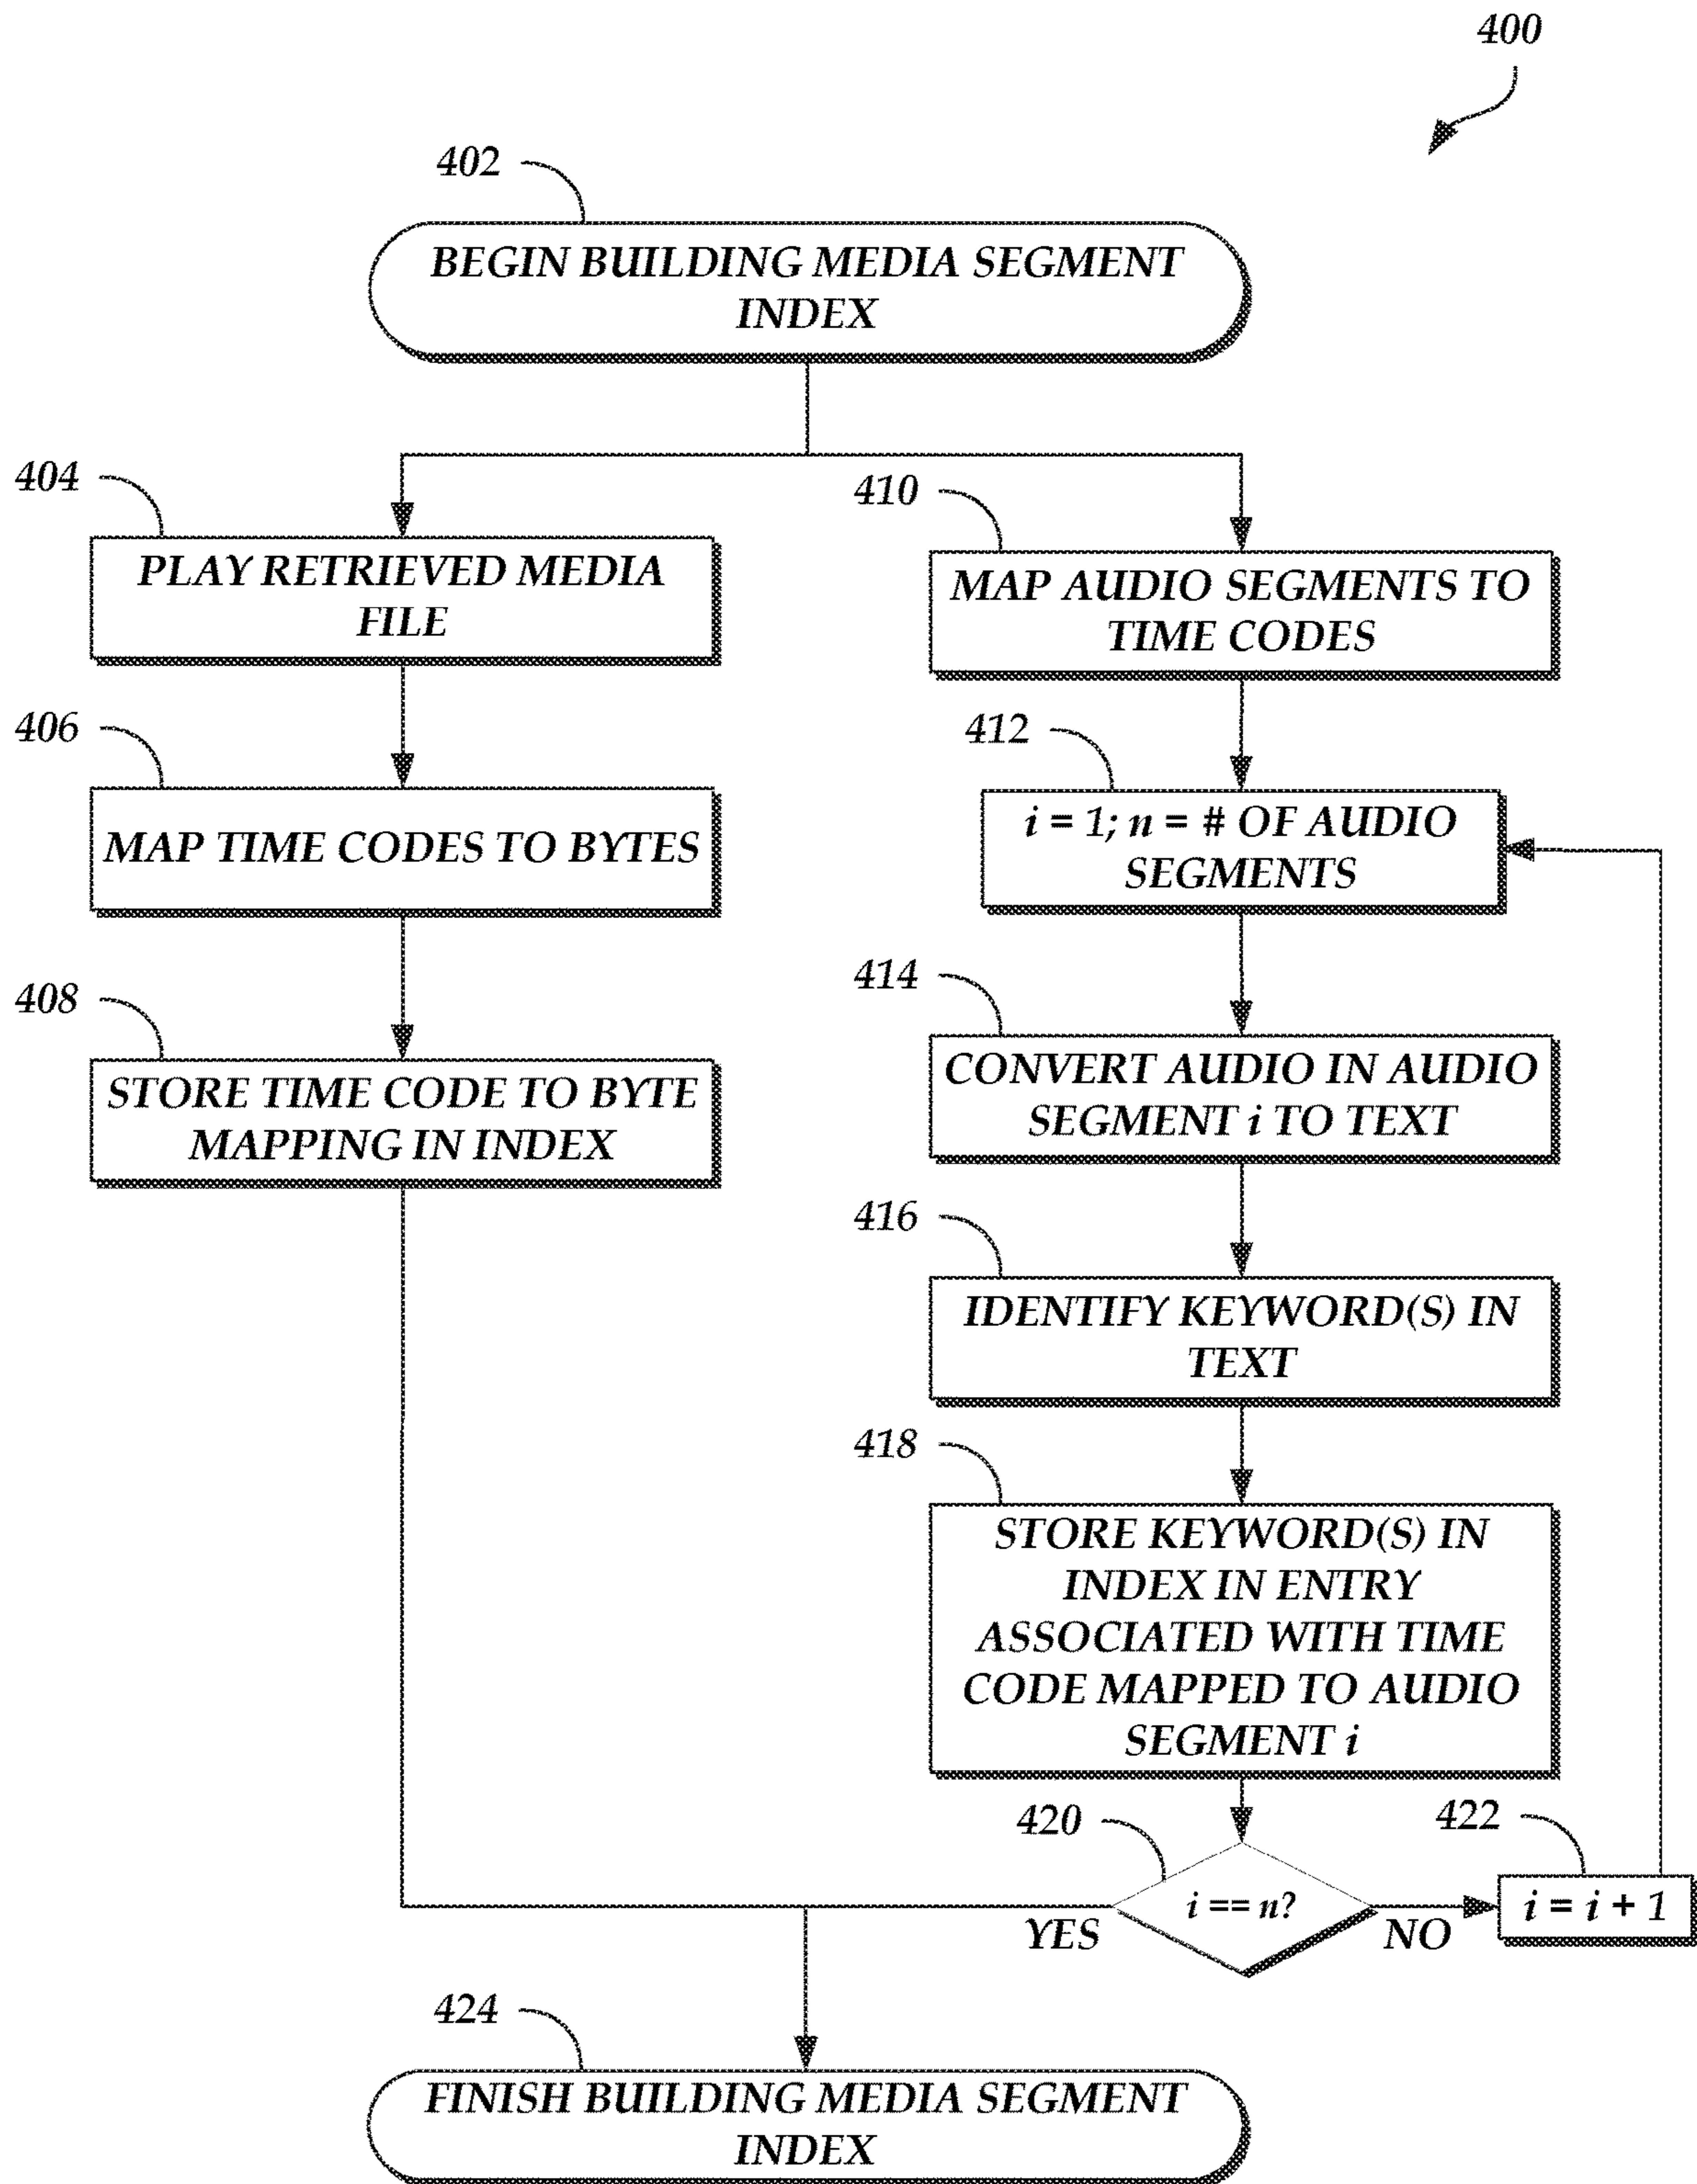 400
402
BEGIN BUILDING MEDIA SEGMENT
INDEX
404
PLAY RETRIEVED MEDIA
FILE
406
MAP TIME CODES TO BYTES
408
STORE TIME CODE TO BYTE
MAPPING IN INDEX
410
MAP AUDIO SEGMENTS TO
TIME CODES
412
i = 1; n = # OF AUDIO
SEGMENTS
414
CONVERT AUDIO IN AUDIO
SEGMENT i TO TEXT
416
IDENTIFY KEYWORD(S) IN
TEXT
418
STORE KEYWORD(S) IN
INDEX IN ENTRY
ASSOCIATED WITH TIME
CODE MAPPED TO AUDIO
SEGMENT i
420
i == n?
YES
NO
422
i = i + 1
424
FINISH BUILDING MEDIA SEGMENT
INDEX